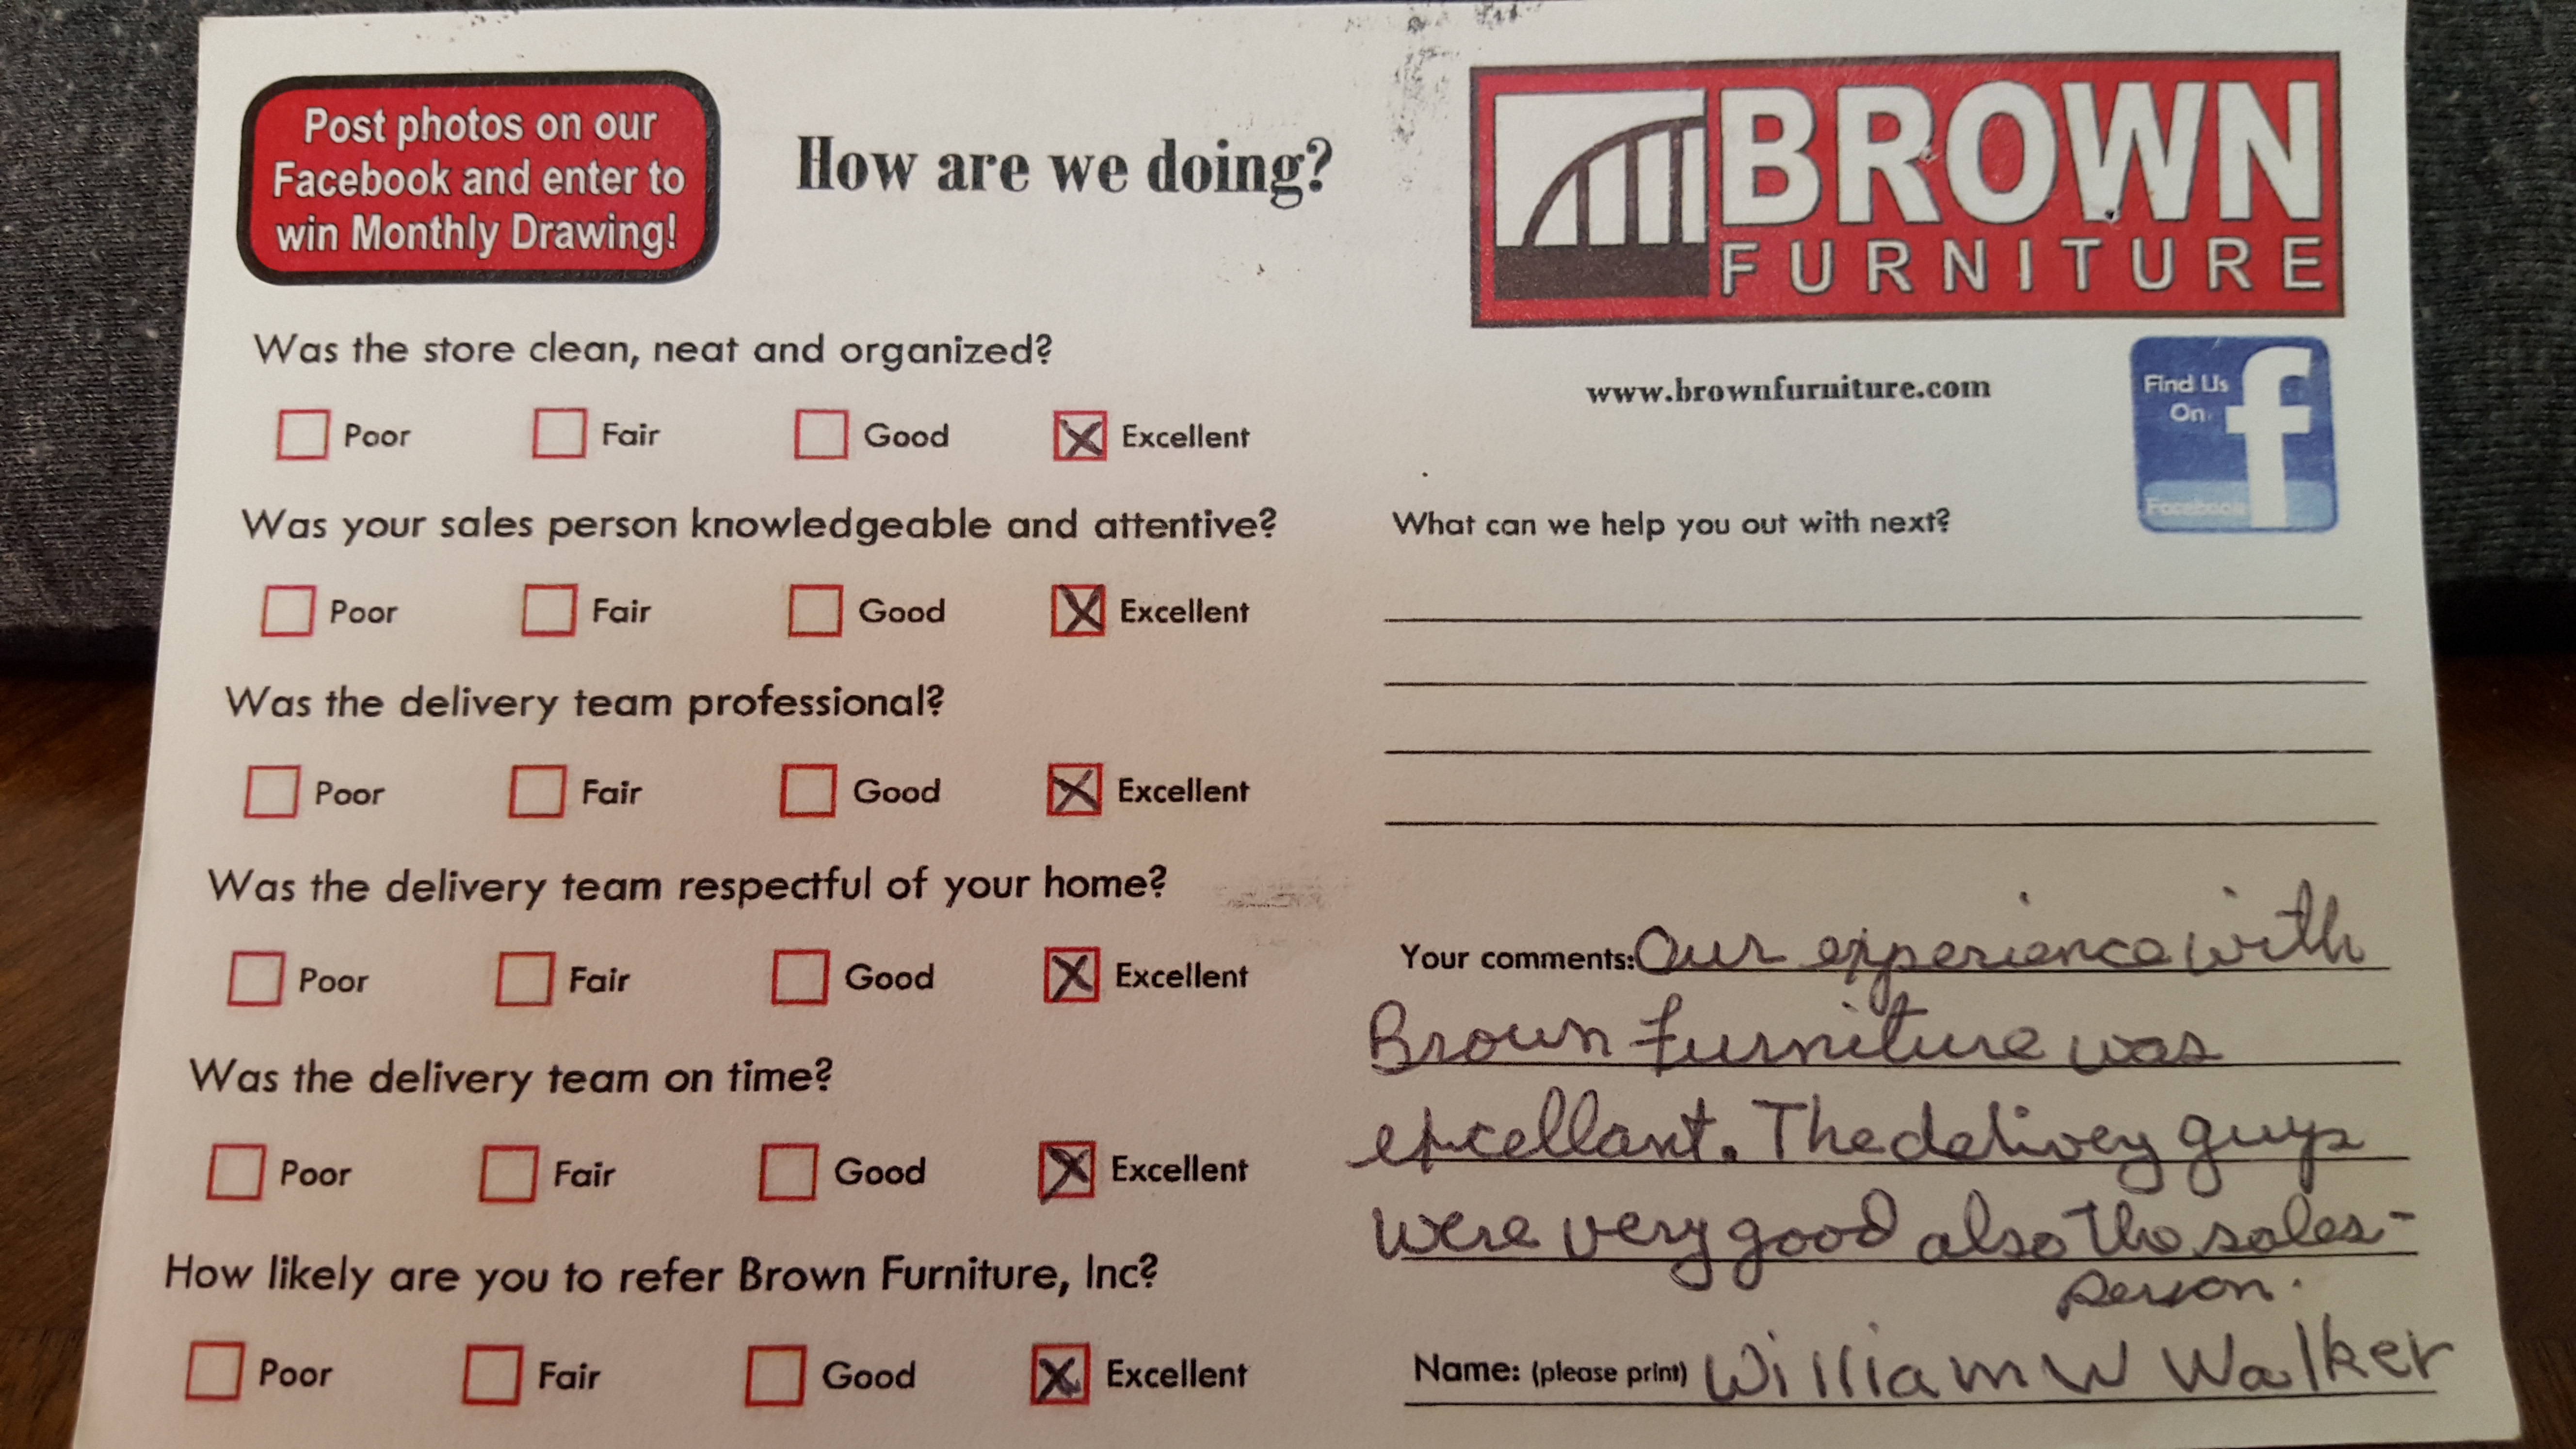 Post photos on our
Facebook and enter to
win Monthly Drawing!
How are we doing?
BROWN
FURNITURE
www.brownfurniture.com
Find Us
On
f
Facebook
Was the store clean, neat and organized?
Poor Fair Good Excellent
Was your sales person knowledgeable and attentive?
Poor Fair Good Excellent
Was the delivery team professional?
Poor Fair Good Excellent
Was the delivery team respectful of your home?
Poor Fair Good Excellent
Was the delivery team on time?
Poor Fair Good Excellent
How likely are you to refer Brown Furniture, Inc?
Poor Fair Good Excellent
What can we help you out with next?
Your comments: Our experience with
Brown Furniture was
excellant. The delivey guys
were very good also the sales-
person.
Name: (please print) William W Walker